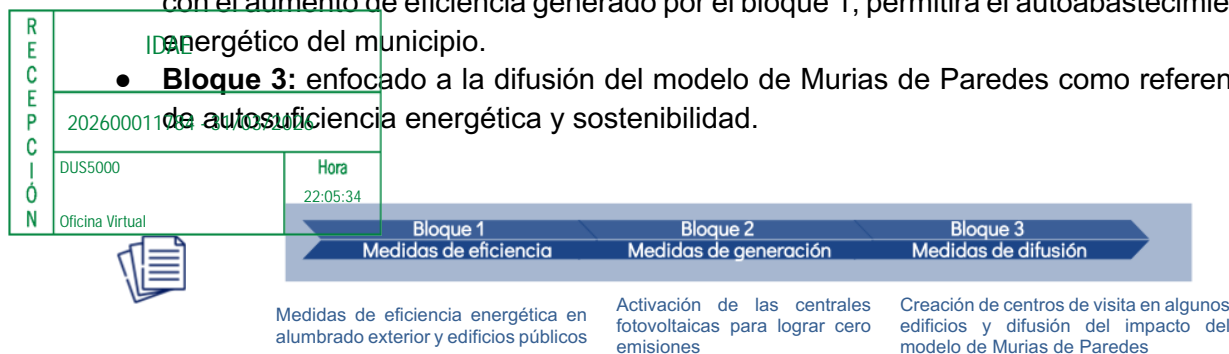 con el aumento de eficiencia generado por el bloque 1, permitirá el autoabastecimie
energético del municipio.
● Bloque 3: enfocado a la difusión del modelo de Murias de Paredes como referen
de autosuficiencia energética y sostenibilidad.
RECEPCIÓN
IDAE
202600011784 - 31/03/2026
DUS5000
Hora
22:05:34
Oficina Virtual
Bloque 1
Medidas de eficiencia
Bloque 2
Medidas de generación
Bloque 3
Medidas de difusión
Medidas de eficiencia energética en
alumbrado exterior y edificios públicos
Activación de las centrales
fotovoltaicas para lograr cero
emisiones
Creación de centros de visita en algunos
edificios y difusión del impacto del
modelo de Murias de Paredes